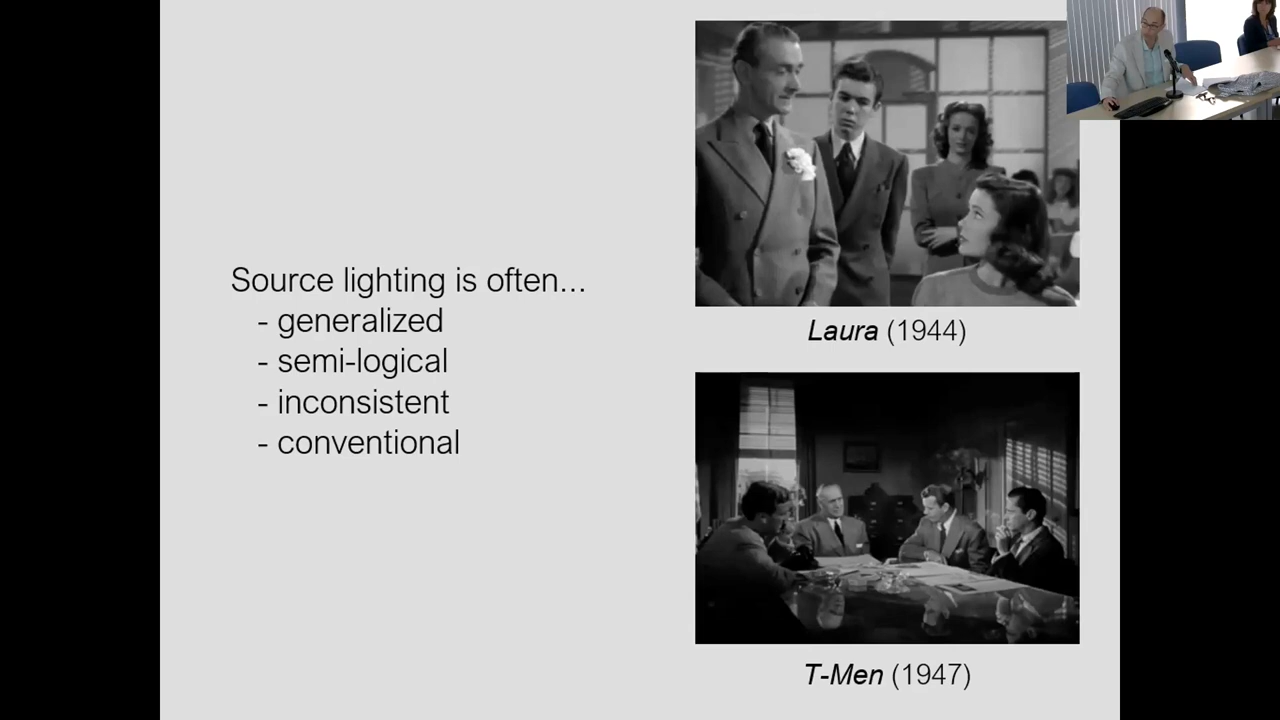 Source lighting is often...
- generalized
- semi-logical
- inconsistent
- conventional
Laura (1944)
T-Men (1947)